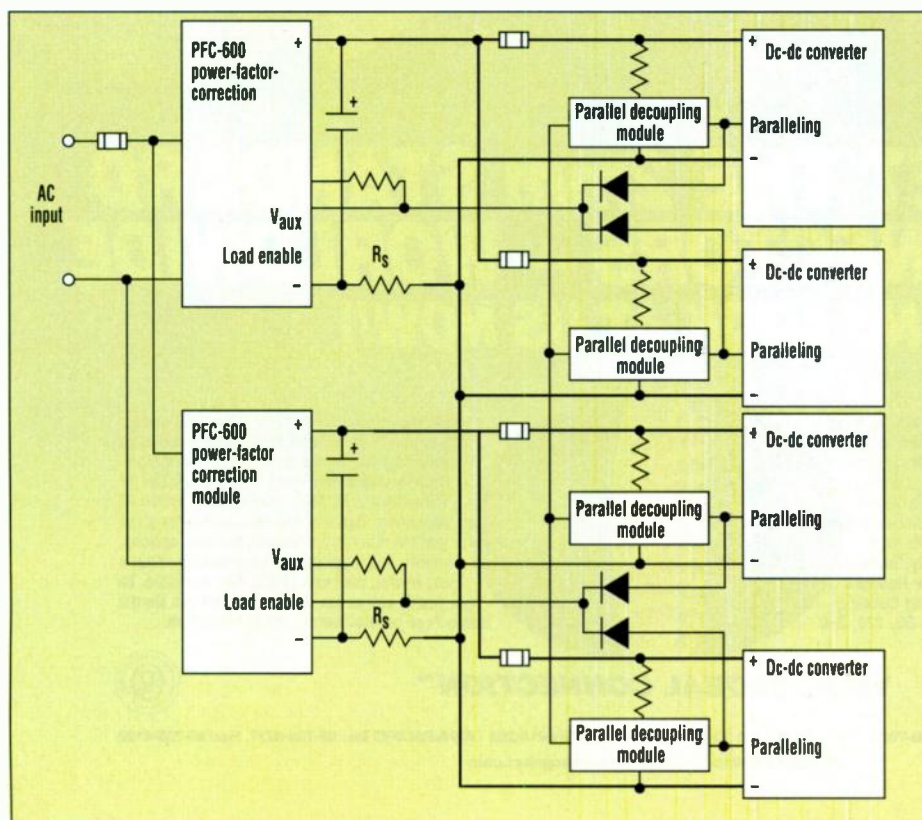 PFC-600
power-factor-
correction
+
+
AC
input
Vaux
Load enable
Rs
−
+
Dc-dc converter
Parallel decoupling
module
Paralleling
−
+
Dc-dc converter
Parallel decoupling
module
Paralleling
−
PFC-600
power-factor
correction
module
+
+
Vaux
Load enable
Rs
−
+
Dc-dc converter
Parallel decoupling
module
Paralleling
−
+
Dc-dc converter
Parallel decoupling
module
Paralleling
−